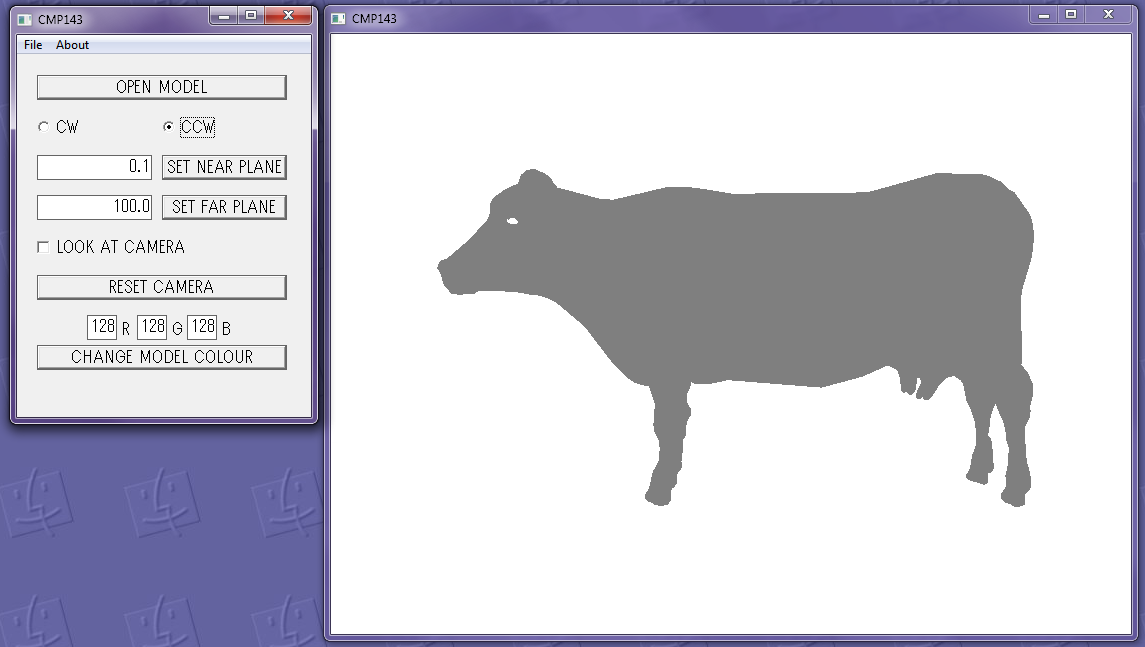 CMP143
File About
OPEN MODEL
CW CCW
0.1 SET NEAR PLANE
100.0 SET FAR PLANE
LOOK AT CAMERA
RESET CAMERA
128 R 128 G 128 B
CHANGE MODEL COLOUR
CMP143